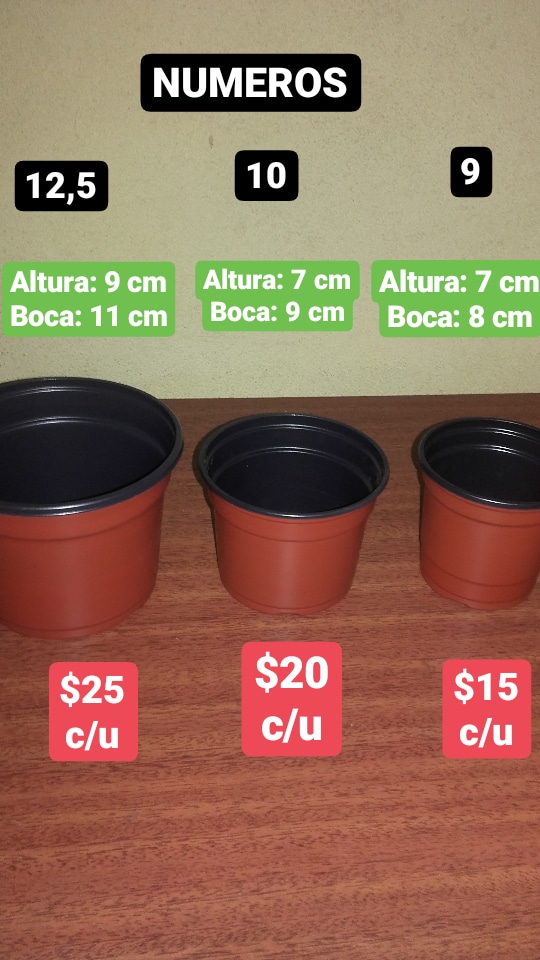 NUMEROS
12,5
10
9
Altura: 9 cm
Boca: 11 cm
Altura: 7 cm
Boca: 9 cm
Altura: 7 cm
Boca: 8 cm
$25
c/u
$20
c/u
$15
c/u